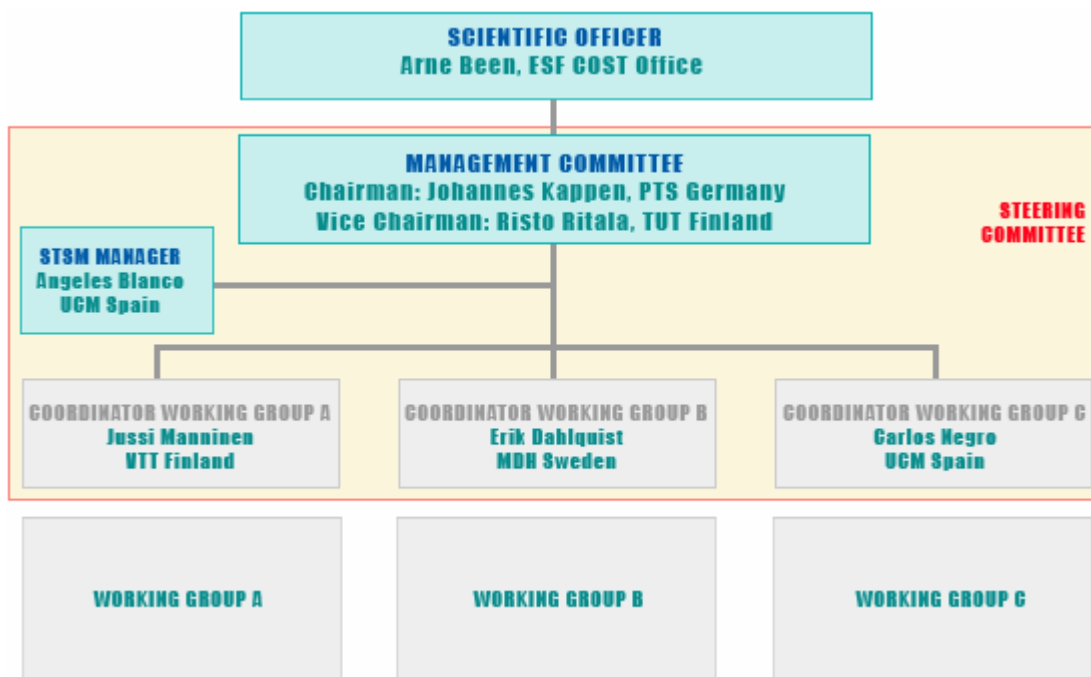 SCIENTIFIC OFFICER
Arne Been, ESF COST Office
MANAGEMENT COMMITTEE
Chairman: Johannes Kappen, PTS Germany
Vice Chairman: Risto Ritala, TUT Finland
STEERING
COMMITTEE
STSM MANAGER
Angeles Blanco
UCM Spain
COORDINATOR WORKING GROUP A
Jussi Manninen
VTT Finland
COORDINATOR WORKING GROUP B
Erik Dahlquist
MDH Sweden
COORDINATOR WORKING GROUP C
Carlos Negro
UCM Spain
WORKING GROUP A
WORKING GROUP B
WORKING GROUP C